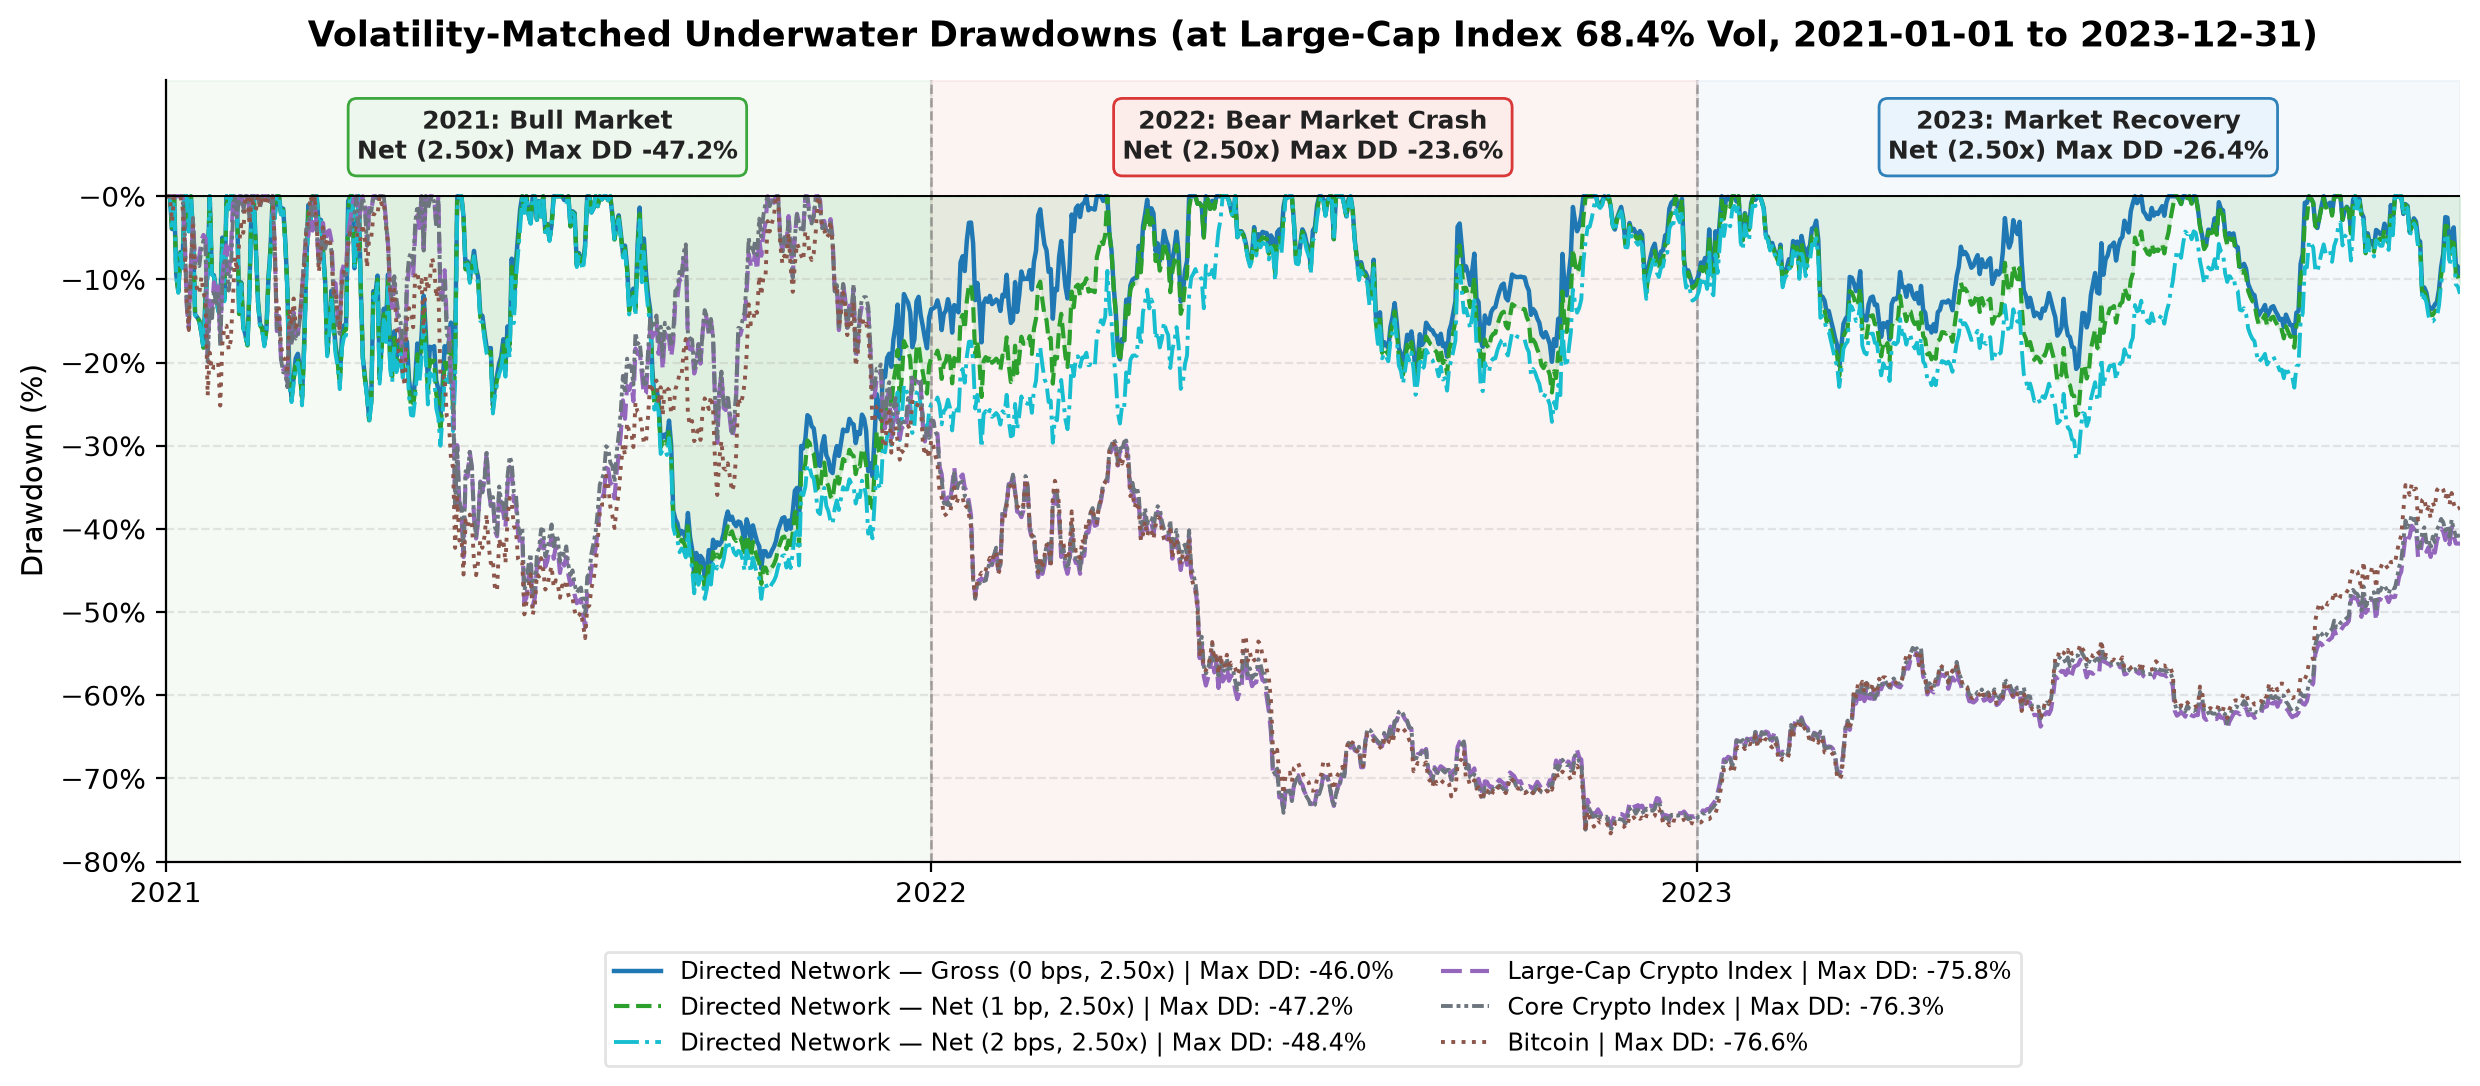 Volatility-Matched Underwater Drawdowns (at Large-Cap Index 68.4% Vol, 2021-01-01 to 2023-12-31)
2021: Bull Market
Net (2.50x) Max DD -47.2%
2022: Bear Market Crash
Net (2.50x) Max DD -23.6%
2023: Market Recovery
Net (2.50x) Max DD -26.4%
Drawdown (%)
−0%
−10%
−20%
−30%
−40%
−50%
−60%
−70%
−80%
2021
2022
2023
Directed Network — Gross (0 bps, 2.50x) | Max DD: -46.0%
Directed Network — Net (1 bp, 2.50x) | Max DD: -47.2%
Directed Network — Net (2 bps, 2.50x) | Max DD: -48.4%
Large-Cap Crypto Index | Max DD: -75.8%
Core Crypto Index | Max DD: -76.3%
Bitcoin | Max DD: -76.6%